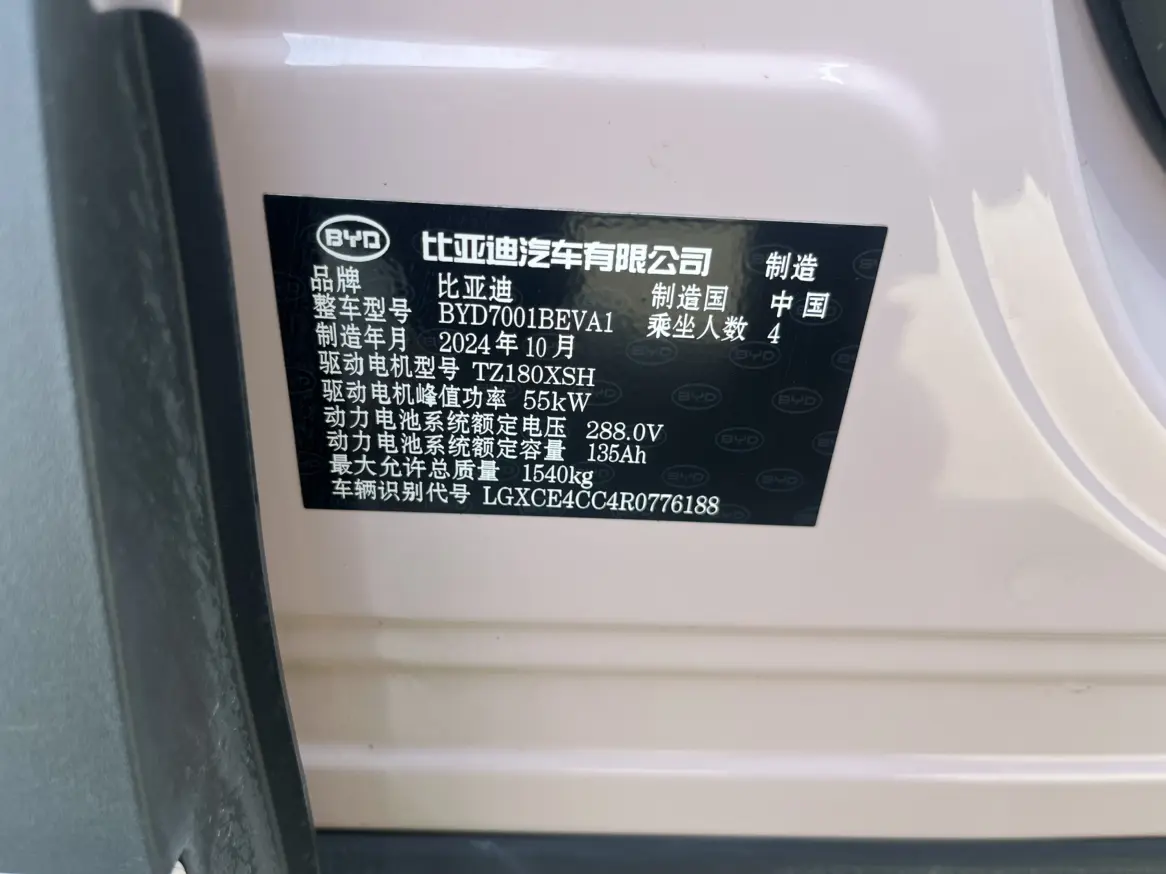 BYD 比亚迪汽车有限公司 制造
品牌 比亚迪 制造国 中国
整车型号 BYD7001BEVA1 乘坐人数 4
制造年月 2024年10月
驱动电机型号 TZ180XSH
驱动电机峰值功率 55kW
动力电池系统额定电压 288.0V
动力电池系统额定容量 135Ah
最大允许总质量 1540kg
车辆识别代号 LGXCE4CC4R0776188